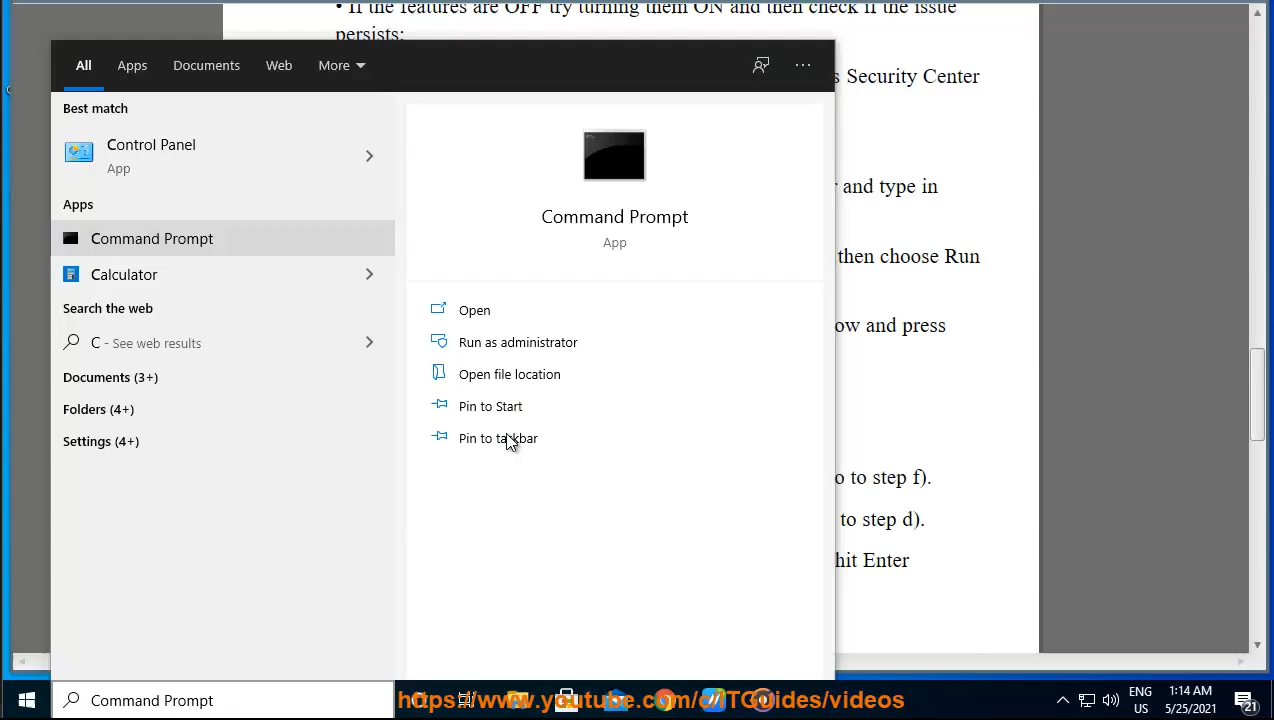 • If the features are OFF try turning them ON and then check if the issue
persists:
s Security Center
and type in
then choose Run
ow and press
o to step f).
to step d).
hit Enter
All
Apps
Documents
Web
More
Best match
Control Panel
App
Apps
Command Prompt
Calculator
Search the web
C - See web results
Documents (3+)
Folders (4+)
Settings (4+)
Command Prompt
App
Open
Run as administrator
Open file location
Pin to Start
Pin to taskbar
Command Prompt
https://www.youtube.com/c/ITGuides/videos
ENG
US
1:14 AM
5/25/2021
21